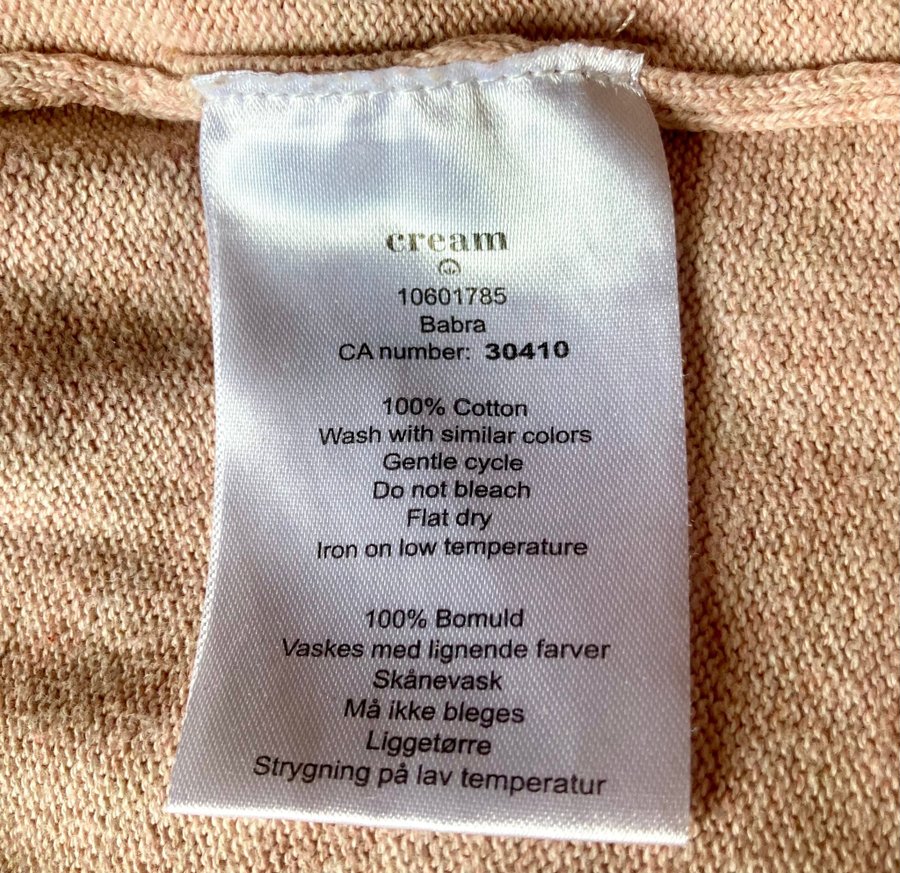 cream
10601785
Babra
CA number: 30410
100% Cotton
Wash with similar colors
Gentle cycle
Do not bleach
Flat dry
Iron on low temperature
100% Bomuld
Vaskes med lignende farver
Skånevask
Må ikke bleges
Liggetørre
Strygning på lav temperatur